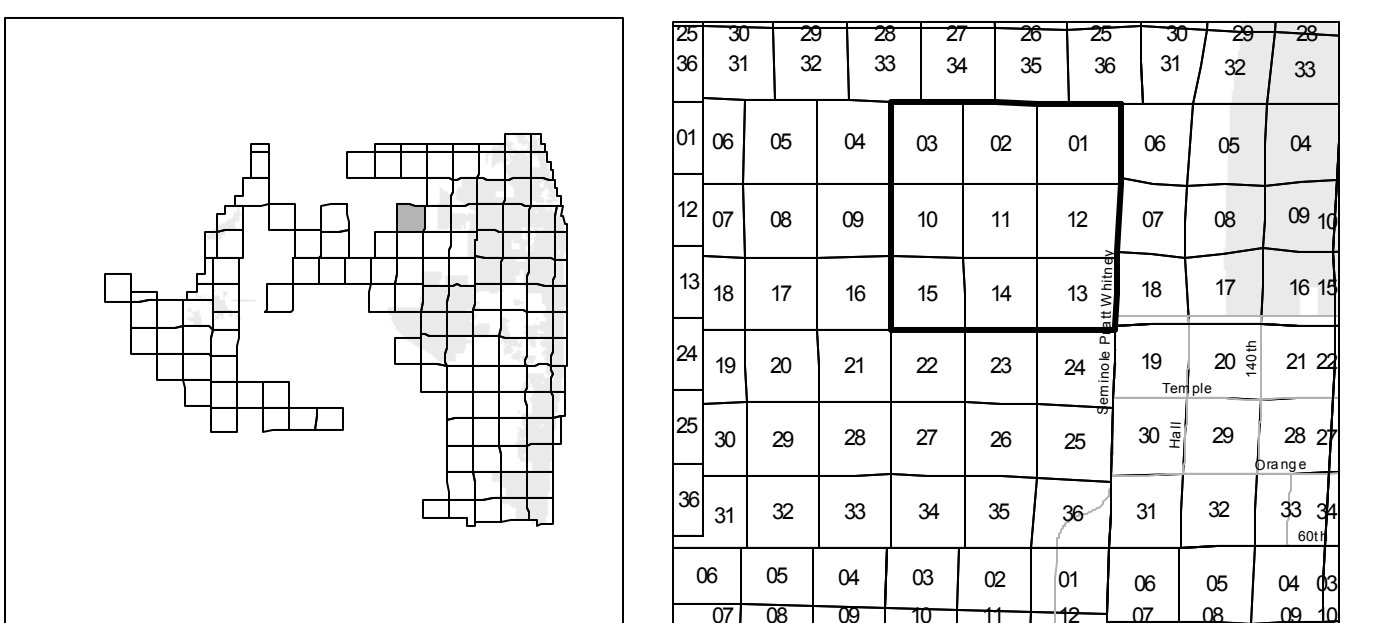 25 30 29 28 27 26 25 30 29 28
36 31 32 33 34 35 36 31 32 33
01 06 05 04 03 02 01 06 05 04
12 07 08 09 10 11 12 07 08 09 10
13 18 17 16 15 14 13 18 17 16 15
Seminole Pratt Whitney
24 19 20 21 22 23 24 19 20 21 22
140th
Temple
25 30 29 28 27 26 25 30 29 28 27
Hall
Orange
36 31 32 33 34 35 36 31 32 33 34
60th
06 05 04 03 02 01 06 05 04 03
07 08 09 10 11 12 07 08 09 10